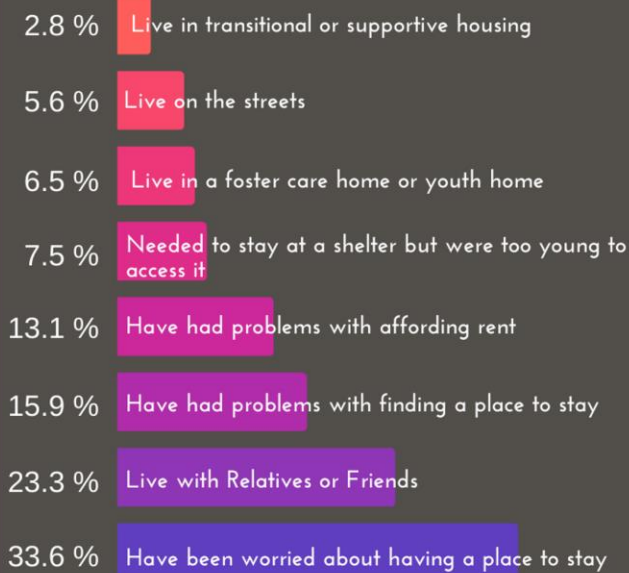 2.8 % Live in transitional or supportive housing
5.6 % Live on the streets
6.5 % Live in a foster care home or youth home
7.5 % Needed to stay at a shelter but were too young to
access it
13.1 % Have had problems with affording rent
15.9 % Have had problems with finding a place to stay
23.3 % Live with Relatives or Friends
33.6 % Have been worried about having a place to stay